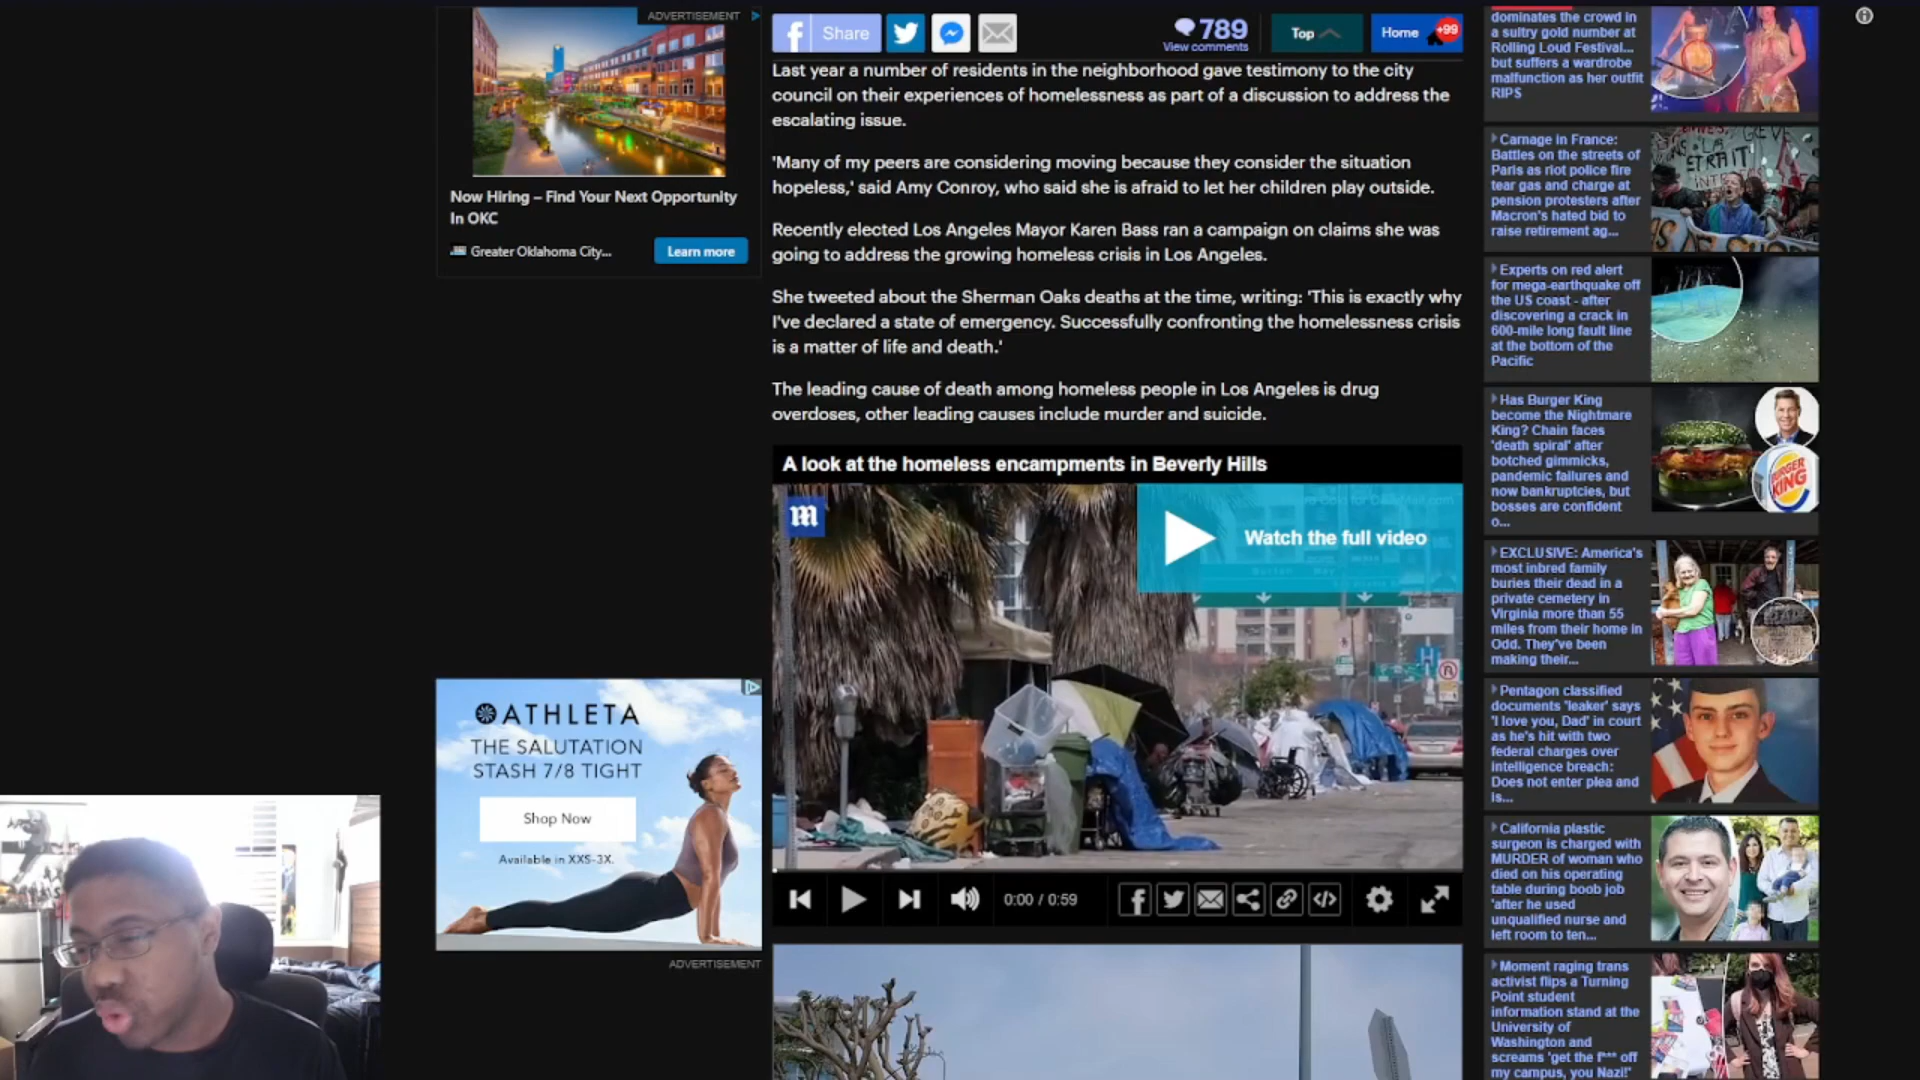 ADVERTISEMENT
Now Hiring – Find Your Next Opportunity
In OKC
Greater Oklahoma City...
Learn more
ATHLETA
THE SALUTATION
STASH 7/8 TIGHT
Shop Now
Available in XXS-3X.
ADVERTISEMENT
f Share
789
View comments
Top
Home
+99
Last year a number of residents in the neighborhood gave testimony to the city
council on their experiences of homelessness as part of a discussion to address the
escalating issue.
'Many of my peers are considering moving because they consider the situation
hopeless,' said Amy Conroy, who said she is afraid to let her children play outside.
Recently elected Los Angeles Mayor Karen Bass ran a campaign on claims she was
going to address the growing homeless crisis in Los Angeles.
She tweeted about the Sherman Oaks deaths at the time, writing: 'This is exactly why
I've declared a state of emergency. Successfully confronting the homelessness crisis
is a matter of life and death.'
The leading cause of death among homeless people in Los Angeles is drug
overdoses, other leading causes include murder and suicide.
A look at the homeless encampments in Beverly Hills
m
Watch the full video
0:00 / 0:59
dominates the crowd in
a sultry gold number at
Rolling Loud Festival...
but suffers a wardrobe
malfunction as her outfit
RIPS
Carnage in France:
Battles on the streets of
Paris as riot police fire
tear gas and charge at
pension protesters after
Macron's hated bid to
raise retirement ag...
Experts on red alert
for mega-earthquake off
the US coast - after
discovering a crack in
600-mile long fault line
at the bottom of the
Pacific
Has Burger King
become the Nightmare
King? Chain faces
'death spiral' after
botched gimmicks,
pandemic failures and
now bankruptcies, but
bosses are confident
o...
BURGER
KING
EXCLUSIVE: America's
most inbred family
buries their dead in a
private cemetery in
Virginia more than 55
miles from their home in
Odd. They've been
making their...
Pentagon classified
documents 'leaker' says
'I love you, Dad' in court
as he's hit with two
federal charges over
intelligence breach:
Does not enter plea and
is...
California plastic
surgeon is charged with
MURDER of woman who
died on his operating
table during boob job
'after he used
unqualified nurse and
left room to ten...
Moment raging trans
activist flips a Turning
Point student
information stand at the
University of
Washington and
screams 'get the f*** off
my campus, you Nazi!'